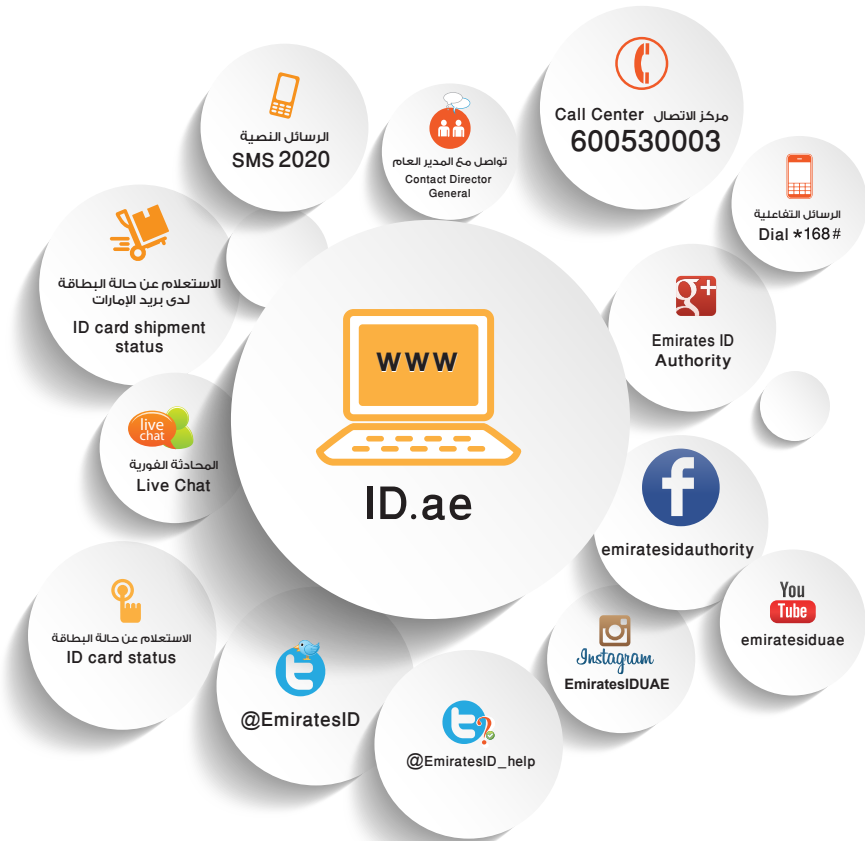 مركز الاتصال Call Center
600530003
الرسائل النصية
SMS 2020
تواصل مع المدير العام
Contact Director
General
الرسائل التفاعلية
Dial *168#
الاستعلام عن حالة البطاقة
لدى بريد الإمارات
ID card shipment
status
g+
Emirates ID
Authority
WWW
ID.ae
live
chat
المحادثة الفورية
Live Chat
f
emiratesidauthority
You
Tube
emiratesiduae
الاستعلام عن حالة البطاقة
ID card status
Instagram
EmiratesIDUAE
t
@EmiratesID
t?
@EmiratesID_help